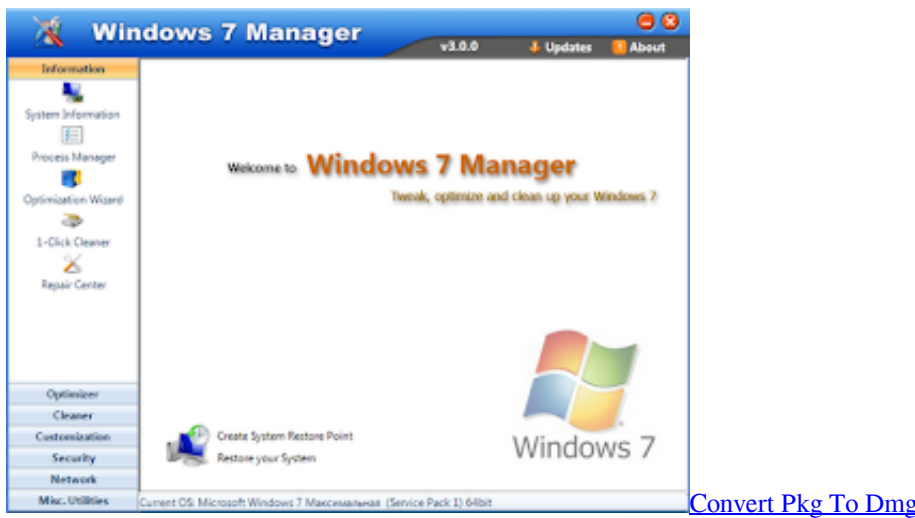 Windows 7 Manager
v3.0.0 Updates About
Information
System Information
Process Manager
Optimization Wizard
1-Click Cleaner
Repair Center
Optimizer
Cleaner
Customization
Security
Network
Misc. Utilities
Welcome to Windows 7 Manager
Tweak, optimize and clean up your Windows 7
Create System Restore Point
Restore your System
Windows 7
Current OS: Microsoft Windows 7 Максимальная (Service Pack 1) 64bit
Convert Pkg To Dmg